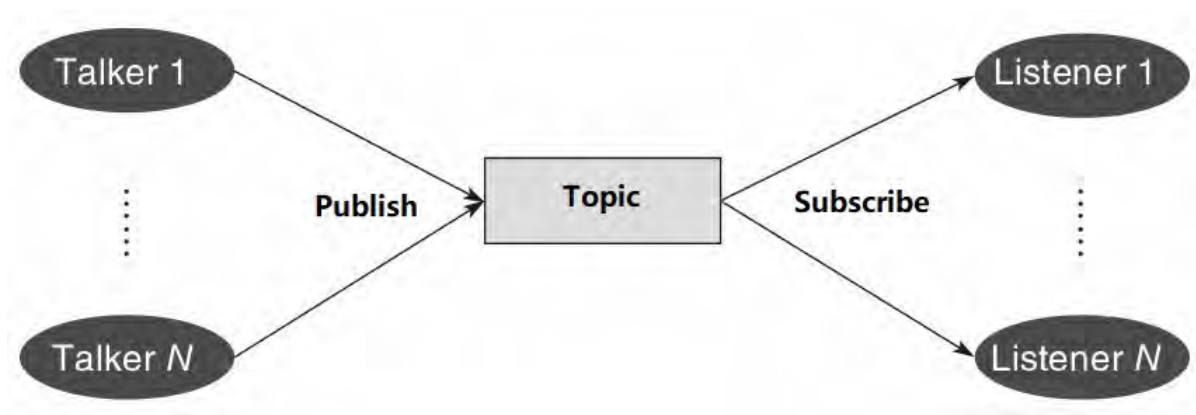 Talker 1
Listener 1
Publish
Topic
Subscribe
Talker N
Listener N